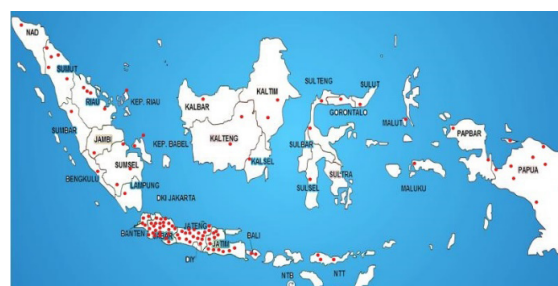 NAD
SUMUT
RIAU
KEP. RIAU
SUMBAR
JAMBI
KEP. BABEL
SUMSEL
BENGKULU
LAMPUNG
DKI JAKARTA
BANTEN
JABAR
JATENG
DIY
JATIM
BALI
NTB
NTT
KALBAR
KALTENG
KALTIM
KALSEL
SULTENG
SULUT
GORONTALO
SULBAR
SULSEL
SULTRA
MALUT
MALUKU
PAPBAR
PAPUA